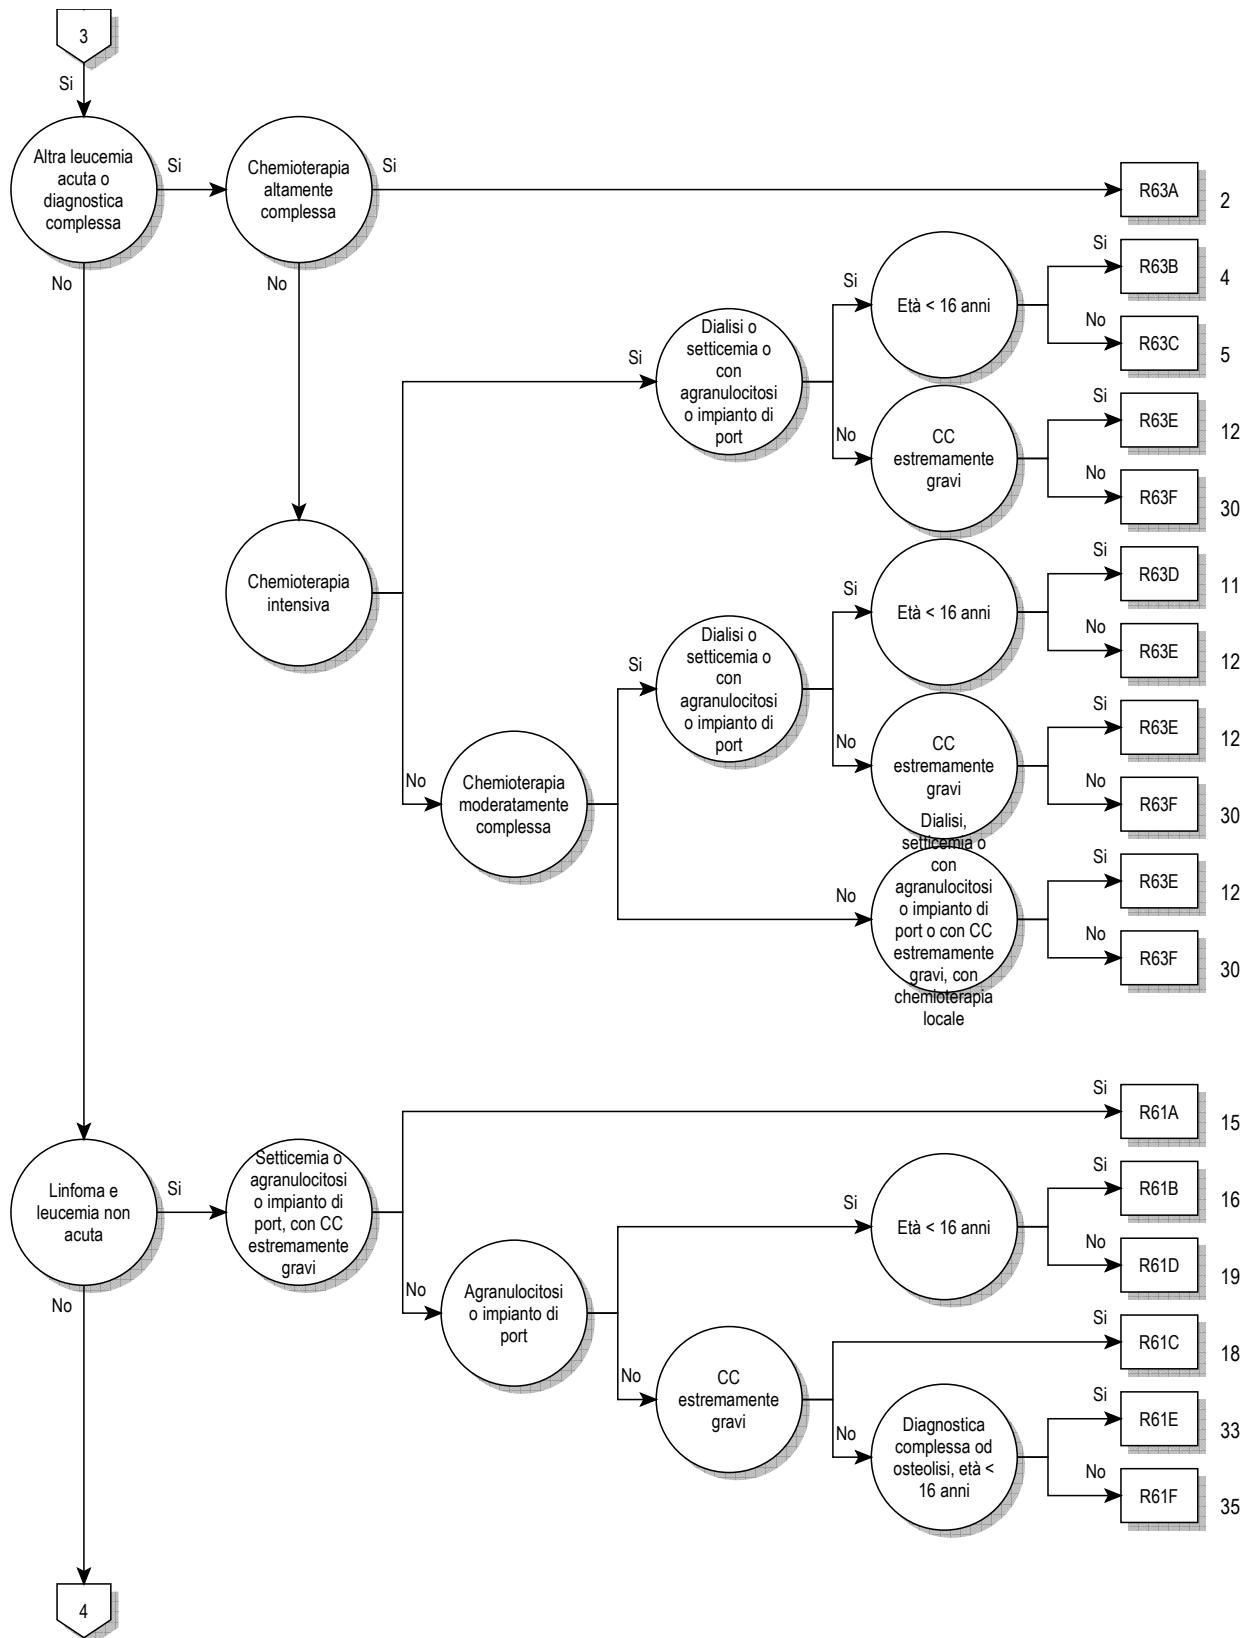 3
Si
Altra leucemia
acuta o
diagnostica
complessa
Si
Chemioterapia
altamente
complessa
Si
R63A
2
No
No
Si
R63B
4
Si
Età < 16 anni
No
R63C
5
Si
Dialisi o
setticemia o
con
agranulocitosi
o impianto di
port
No
CC
estremamente
gravi
Si
R63E
12
No
R63F
30
Chemioterapia
intensiva
Si
R63D
11
Si
Età < 16 anni
No
R63E
12
Si
Dialisi o
setticemia o
con
agranulocitosi
o impianto di
port
No
CC
estremamente
gravi
Si
R63E
12
No
R63F
30
No
Chemioterapia
moderatamente
complessa
No
Dialisi,
setticemia o
con
agranulocitosi
o impianto di
port o con CC
estremamente
gravi, con
chemioterapia
locale
Si
R63E
12
No
R63F
30
Linfoma e
leucemia non
acuta
Si
Setticemia o
agranulocitosi
o impianto di
port, con CC
estremamente
gravi
Si
R61A
15
No
Agranulocitosi
o impianto di
port
Si
Età < 16 anni
Si
R61B
16
No
R61D
19
No
CC
estremamente
gravi
Si
R61C
18
No
Diagnostica
complessa od
osteolisi, età <
16 anni
Si
R61E
33
No
R61F
35
No
4